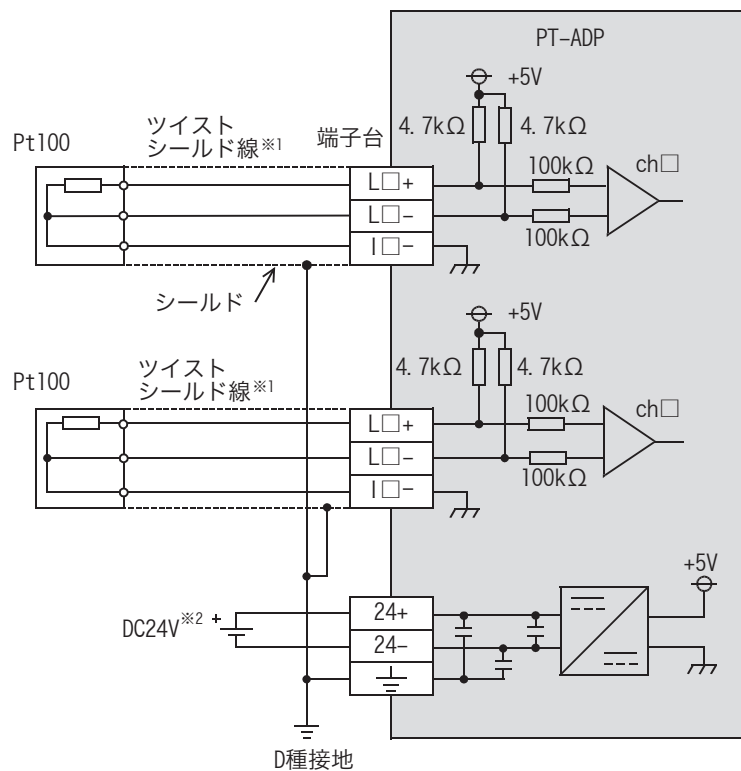 PT-ADP
+5V
4.7kΩ
4.7kΩ
Pt100
ツイスト
シールド線※1
端子台
100kΩ
ch□
L□+
L□-
I□-
100kΩ
シールド
+5V
4.7kΩ
4.7kΩ
Pt100
ツイスト
シールド線※1
100kΩ
ch□
L□+
L□-
I□-
100kΩ
+5V
DC24V※2
+
24+
24-
D種接地